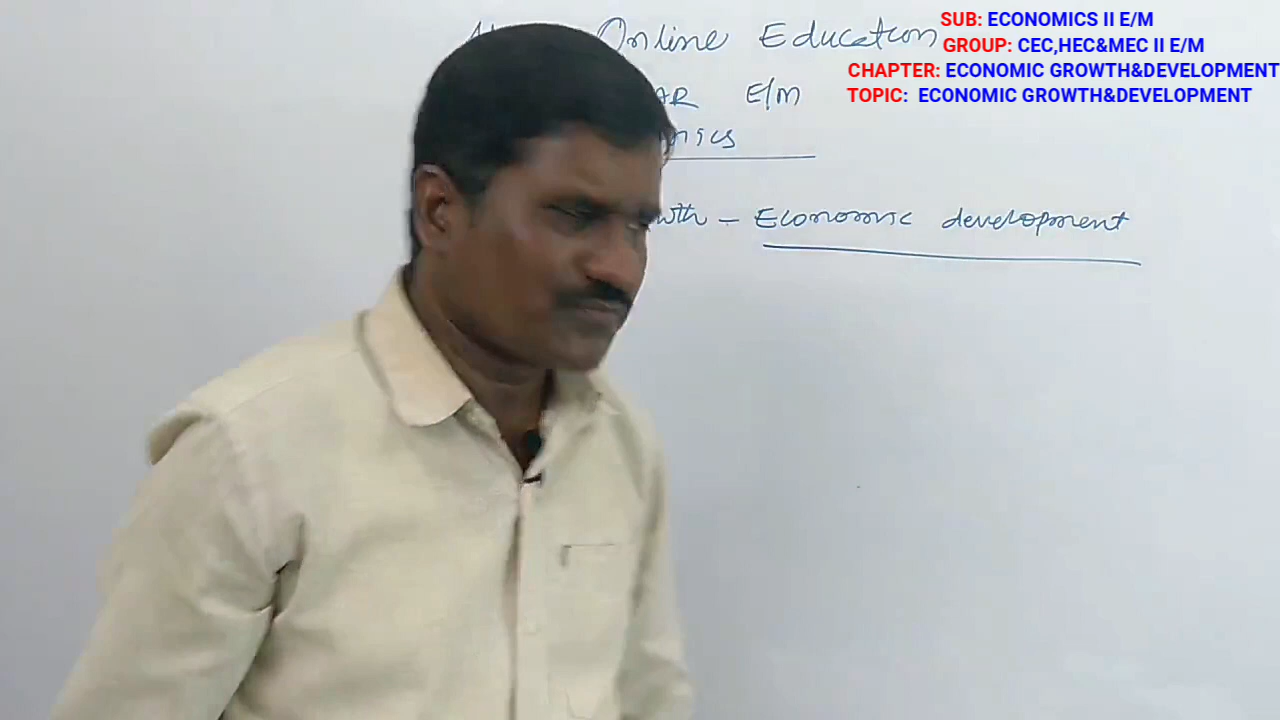 Online Education
SUB: ECONOMICS II E/M
GROUP: CEC,HEC&MEC II E/M
CHAPTER: ECONOMIC GROWTH&DEVELOPMENT
TOPIC: ECONOMIC GROWTH&DEVELOPMENT
E/M
– Economic development